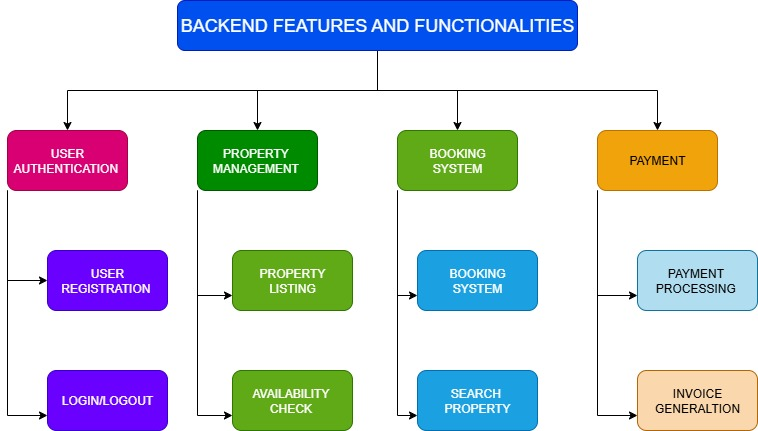 BACKEND FEATURES AND FUNCTIONALITIES
USER
AUTHENTICATION
PROPERTY
MANAGEMENT
BOOKING
SYSTEM
PAYMENT
USER
REGISTRATION
PROPERTY
LISTING
BOOKING
SYSTEM
PAYMENT
PROCESSING
LOGIN/LOGOUT
AVAILABILITY
CHECK
SEARCH
PROPERTY
INVOICE
GENERALTION